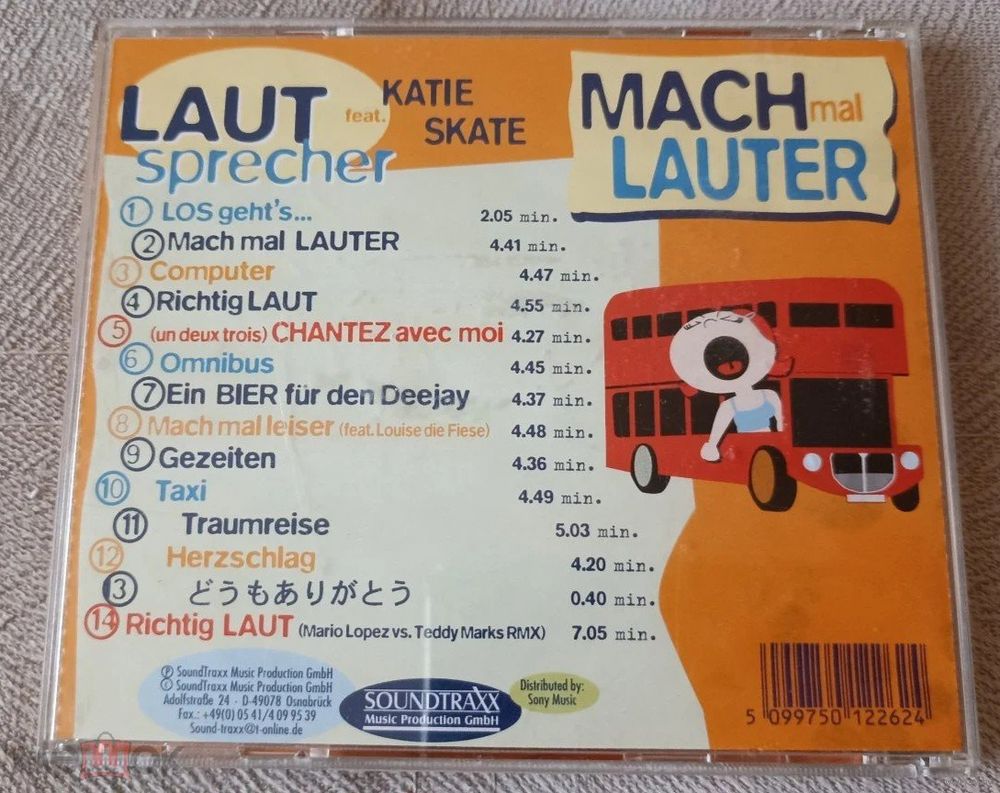 LAUT
sprecher
feat.
KATIE
SKATE
MACH mal
LAUTER
1 LOS geht's... 2.05 min.
2 Mach mal LAUTER 4.41 min.
3 Computer 4.47 min.
4 Richtig LAUT 4.55 min.
5 (un deux trois) CHANTEZ avec moi 4.27 min.
6 Omnibus 4.45 min.
7 Ein BIER für den Deejay 4.37 min.
8 Mach mal leiser (feat. Louise die Fiese) 4.48 min.
9 Gezeiten 4.36 min.
10 Taxi 4.49 min.
11 Traumreise 5.03 min.
12 Herzschlag 4.20 min.
13 どうもありがとう 0.40 min.
14 Richtig LAUT (Mario Lopez vs. Teddy Marks RMX) 7.05 min.
℗ SoundTraxx Music Production GmbH
© SoundTraxx Music Production GmbH
Adolfstraße 24 - D-49078 Osnabrück
Fax.: +49(0) 05 41/4 09 95 39
Sound-traxx@t-online.de
SOUNDTRAXX
Music Production GmbH
Distributed by:
Sony Music
5 099750 122624